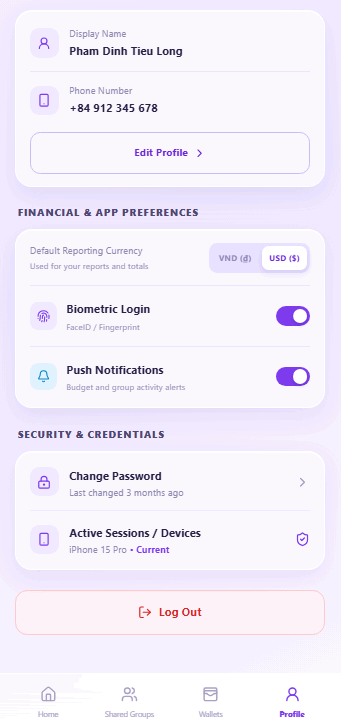 Display Name
Pham Dinh Tieu Long
Phone Number
+84 912 345 678
Edit Profile
FINANCIAL & APP PREFERENCES
Default Reporting Currency
Used for your reports and totals
VND (₫) USD ($)
Biometric Login
FaceID / Fingerprint
Push Notifications
Budget and group activity alerts
SECURITY & CREDENTIALS
Change Password
Last changed 3 months ago
Active Sessions / Devices
iPhone 15 Pro • Current
Log Out
Home Shared Groups Wallets Profile